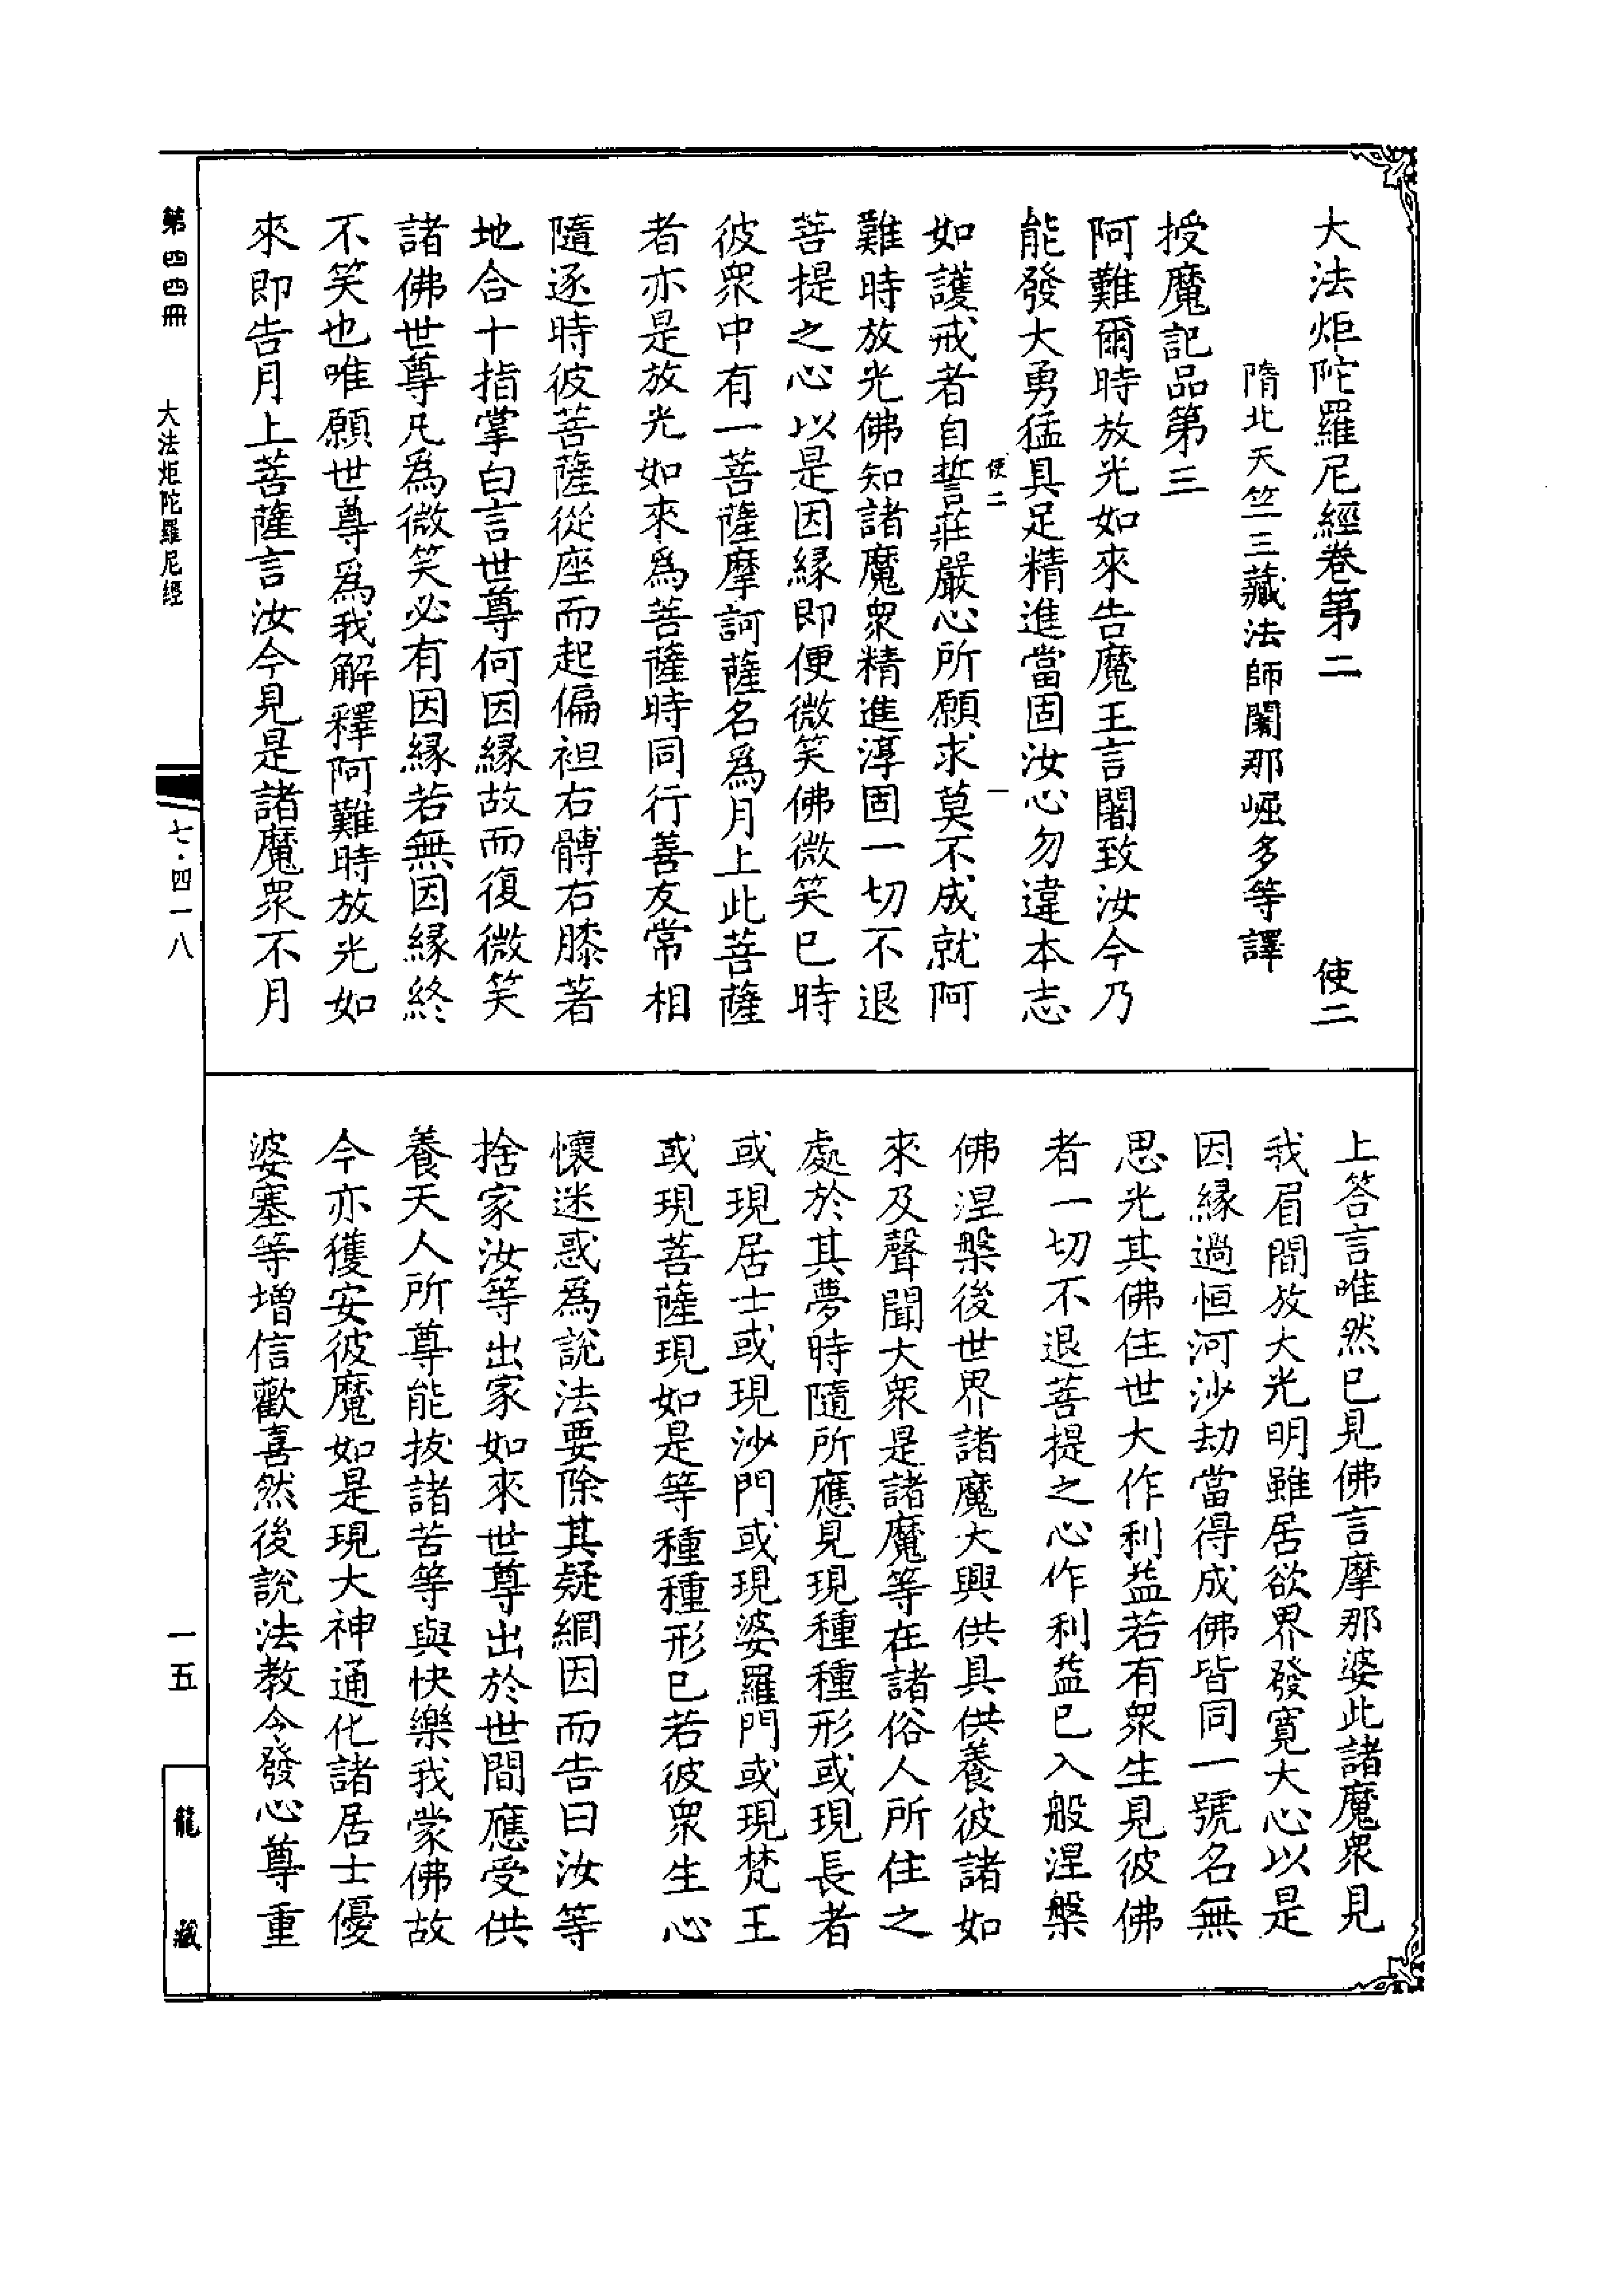 大法炬陀羅尼經卷第二　使二
隋北天竺三藏法師闍那崛多等譯
授魔記品第三
阿難爾時放光如來告魔王言闍致汝今乃
能發大勇猛具足精進當固汝心勿違本志
使二　一
如護戒者自誓莊嚴心所願求莫不成就阿
難時放光佛知諸魔衆精進淳固一切不退
菩提之心以是因緣即便微笑佛微笑已時
彼衆中有一菩薩摩訶薩名爲月上此菩薩
者亦是放光如來爲菩薩時同行善友常相
隨逐時彼菩薩從座而起偏袒右髆右膝著
地合十指掌白言世尊何因緣故而復微笑
諸佛世尊凡爲微笑必有因緣若無因緣終
不笑也唯願世尊爲我解釋阿難時放光如
來即告月上菩薩言汝今見是諸魔衆不月
上答言唯然已見佛言摩那婆此諸魔衆見
我眉間放大光明雖居欲界發寬大心以是
因緣過恒河沙劫當得成佛皆同一號名無
思光其佛住世大作利益若有衆生見彼佛
者一切不退菩提之心作利益已入般涅槃
佛涅槃後世界諸魔大興供具供養彼諸如
來及聲聞大衆是諸魔等在諸俗人所住之
處於其夢時隨所應見現種種形或現長者
或現居士或現沙門或現婆羅門或現梵王
或現菩薩現如是等種種形已若彼衆生心
懷迷惑爲說法要除其疑網因而告曰汝等
捨家汝等出家如來世尊出於世間應受供
養天人所尊能拔諸苦等與快樂我蒙佛故
今亦獲安彼魔如是現大神通化諸居士優
婆塞等增信歡喜然後說法教令發心尊重
第四四冊　大法炬陀羅尼經　七·四一八　一五　龍藏